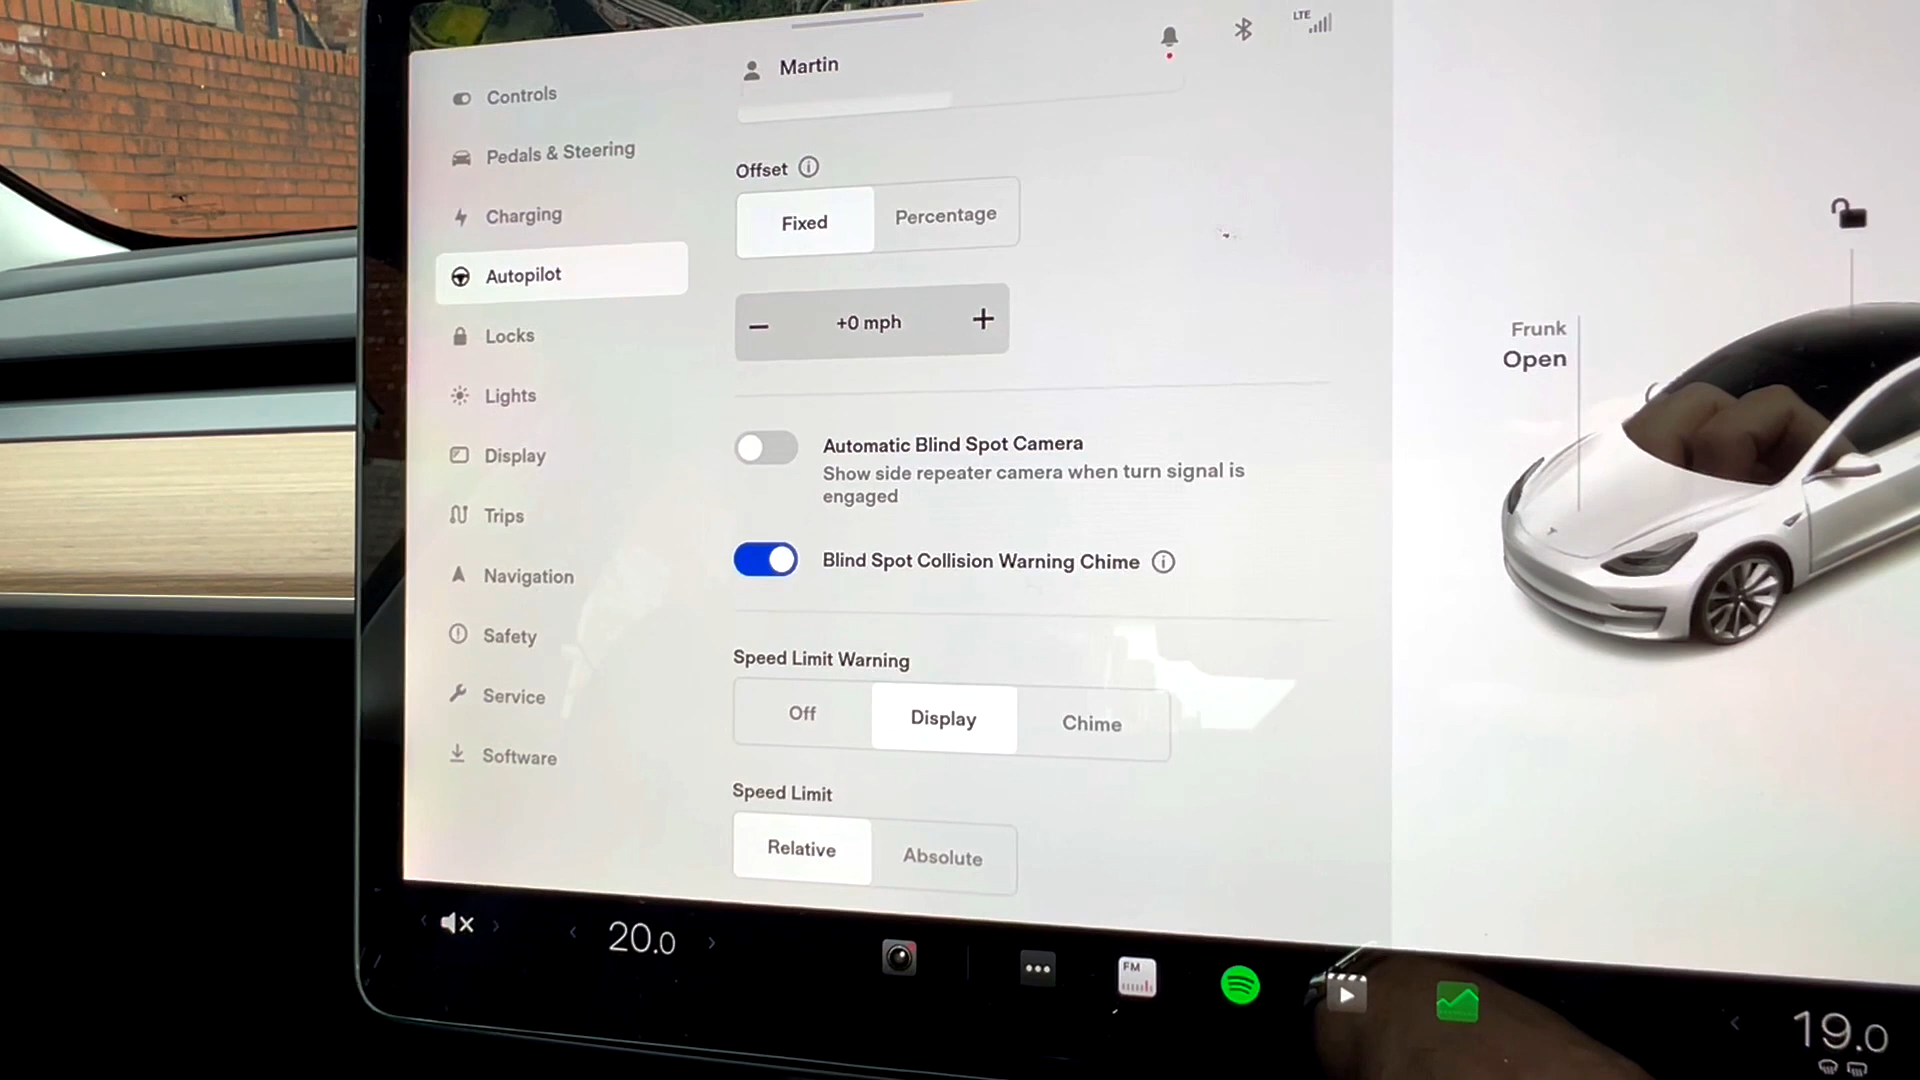 LTE
Martin
Controls
Pedals & Steering
Charging
Autopilot
Locks
Lights
Display
Trips
Navigation
Safety
Service
Software
Offset
Fixed
Percentage
+0 mph
Automatic Blind Spot Camera
Show side repeater camera when turn signal is
engaged
Blind Spot Collision Warning Chime
Speed Limit Warning
Off
Display
Chime
Speed Limit
Relative
Absolute
Frunk
Open
20.0
FM
19.0